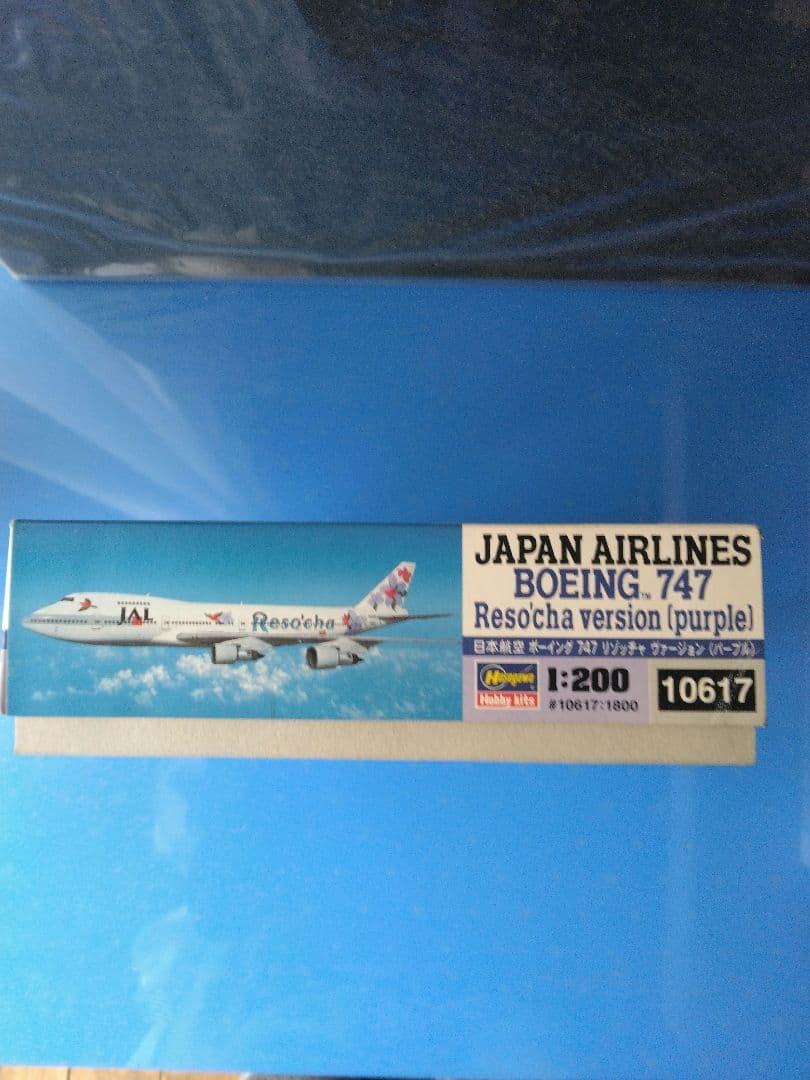 JAPAN AIRLINES
BOEING™ 747
Reso'cha version (purple)
日本航空 ボーイング 747 リゾッチャ ヴァージョン (パープル)
Hasegawa
Hobby kits
1:200
#10617:1800
10617
JAL
Reso'cha